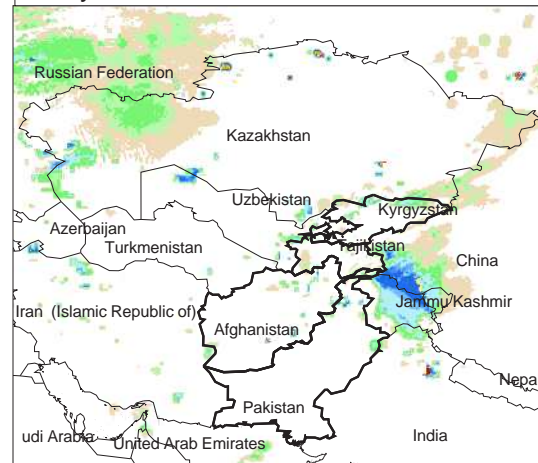 Russian Federation
Kazakhstan
Uzbekistan
Kyrgyzstan
Azerbaijan
Turkmenistan
Tajikistan
China
Iran (Islamic Republic of)
Jammu Kashmir
Afghanistan
Nepa
Pakistan
udi Arabia
United Arab Emirates
India